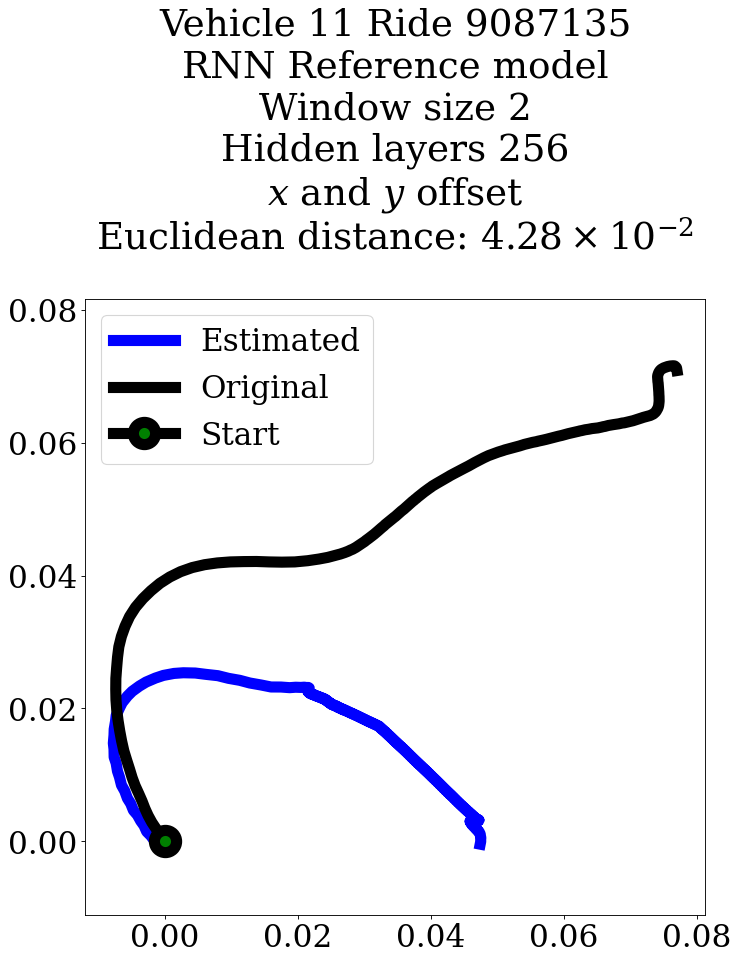 Vehicle 11 Ride 9087135
RNN Reference model
Window size 2
Hidden layers 256
x and y offset
Euclidean distance: 4.28 × 10⁻²
Estimated
Original
Start
0.08
0.06
0.04
0.02
0.00
0.00 0.02 0.04 0.06 0.08